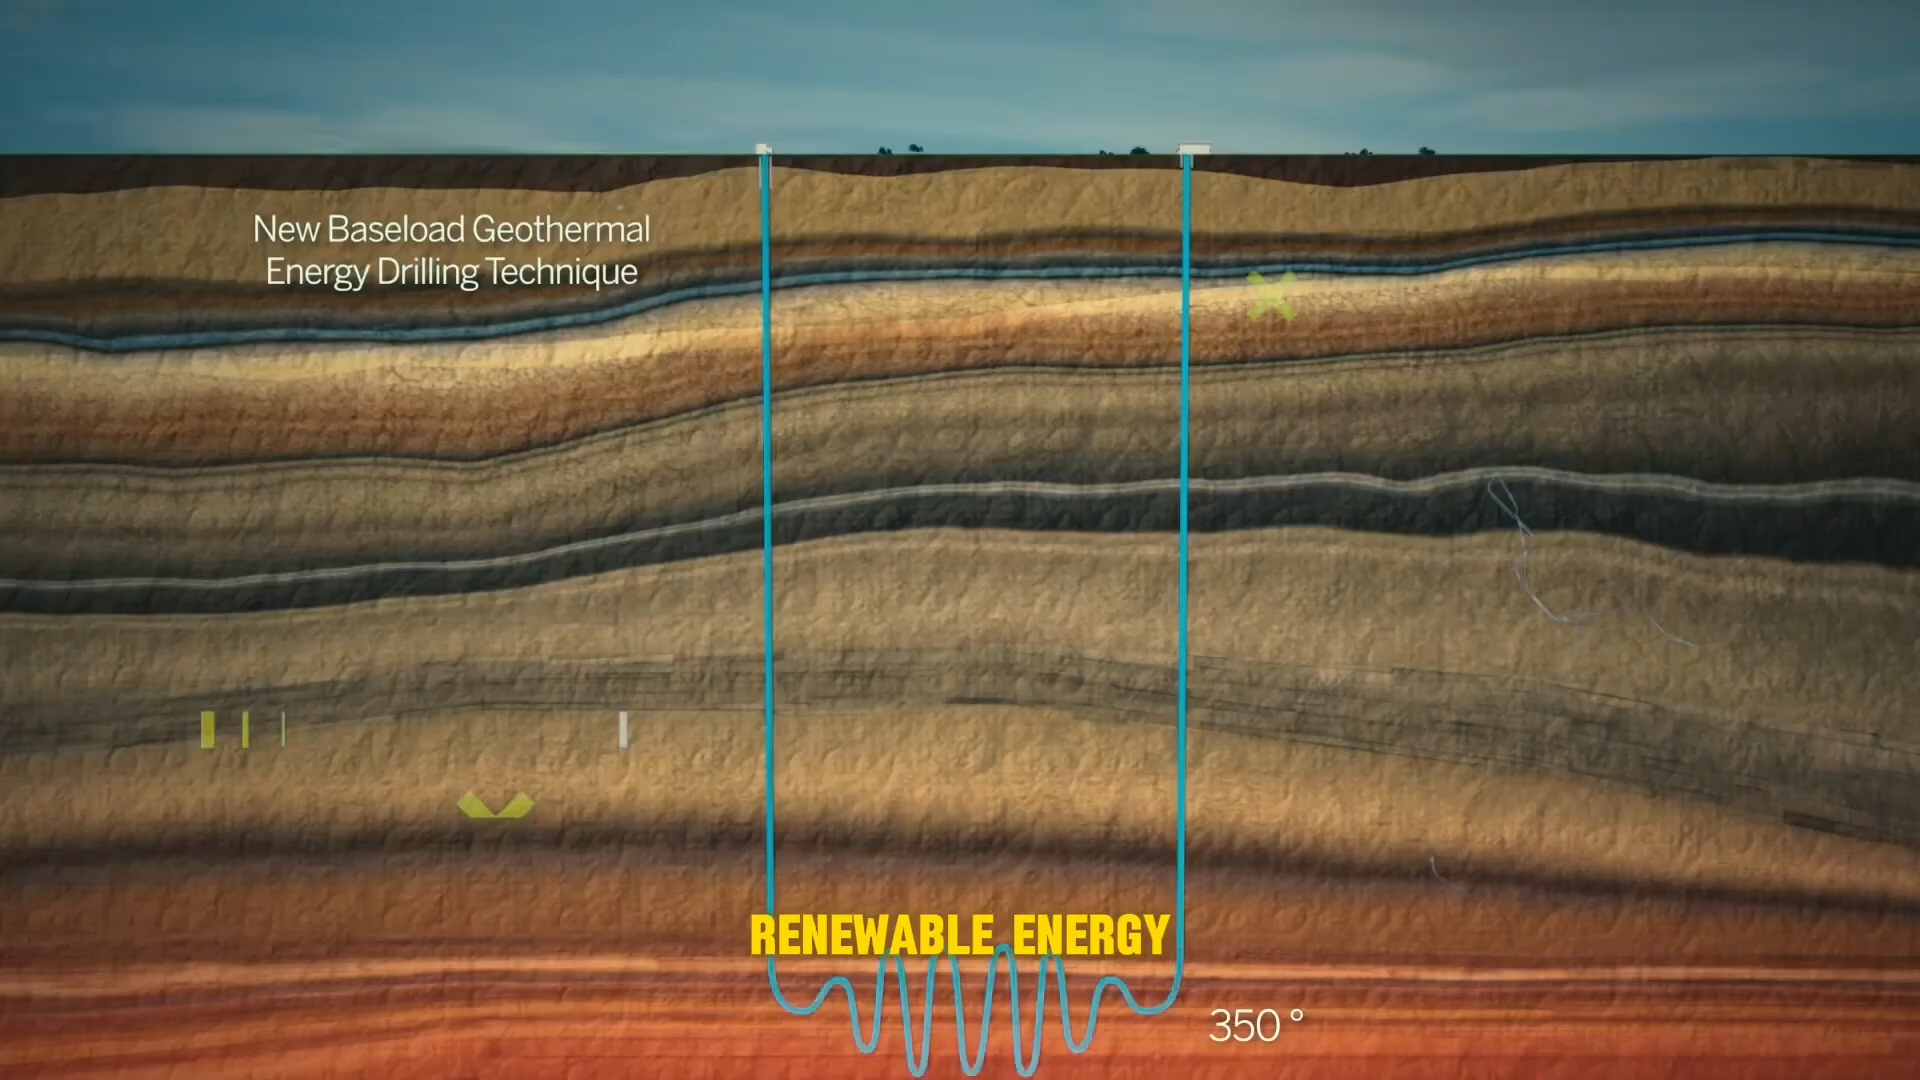 New Baseload Geothermal
Energy Drilling Technique
RENEWABLE ENERGY
350°